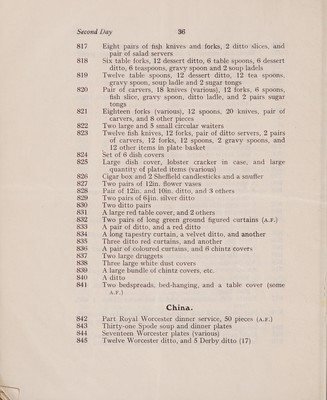 Second Day 36
817 Eight pairs of fish knives and forks, 2 ditto slices, and
pair of salad servers
818 Six table forks, 12 dessert ditto, 6 table spoons, 6 dessert
ditto, 6 teaspoons, gravy spoon and 2 soup ladels
819 Twelve table spoons, 12 dessert ditto, 12 tea spoons,
gravy spoon, soup ladle and 2 sugar tongs
820 Pair of carvers, 18 knives (various), 12 forks, 6 spoons,
fish slice, gravy spoon, ditto ladle, and 2 pairs sugar
tongs
821 Eighteen forks (various), 12 spoons, 20 knives, pair of
carvers, and 8 other pieces
822 Two large and 5 small circular waiters
823 Twelve fish knives, 12 forks, pair of ditto servers, 2 pairs
of carvers, 12 forks, 12 spoons, 2 gravy spoons, and
12 other items in plate basket
824 Set of 6 dish covers
825 Large dish cover, lobster cracker in case, and large
quantity of plated items (various)
826 Cigar box and 2 Sheffield candlesticks and a snuffer
827 Two pairs of 12in. flower vases
828 Pair of 12in. and 10in. ditto, and 3 others
829 Two pairs of 6½in. silver ditto
830 Two ditto pairs
831 A large red table cover, and 2 others
832 Two pairs of long green ground figured curtains (A.F.)
833 A pair of ditto, and a red ditto
834 A long tapestry curtain, a velvet ditto, and another
835 Three ditto red curtains, and another
836 A pair of coloured curtains, and 6 chintz covers
837 Two large druggets
838 Three large white dust covers
839 A large bundle of chintz covers, etc.
840 A ditto
841 Two bedspreads, bed-hanging, and a table cover (some
A.F.)
China.
842 Part Royal Worcester dinner service, 50 pieces (A.F.)
843 Thirty-one Spode soup and dinner plates
844 Seventeen Worcester plates (various)
845 Twelve Worcester ditto, and 5 Derby ditto (17)